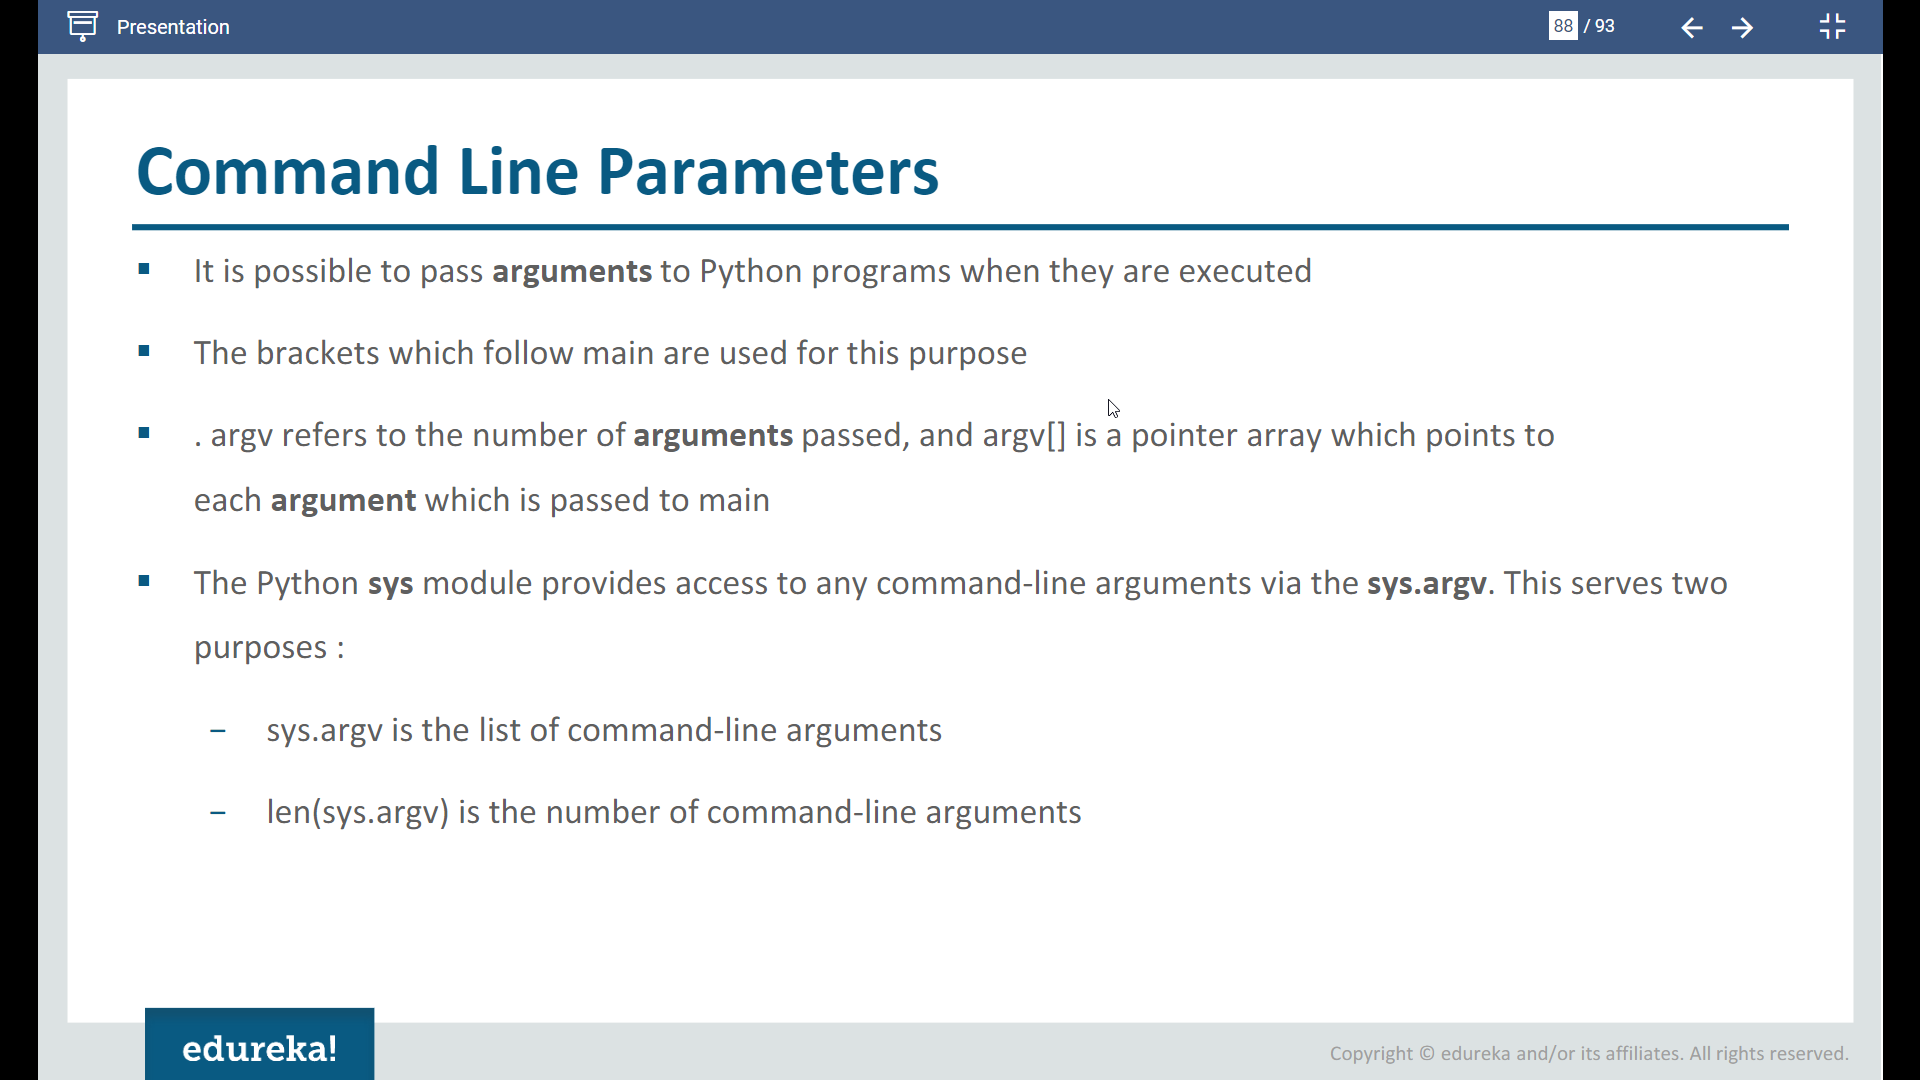 Presentation
88 / 93
Command Line Parameters
▪ It is possible to pass arguments to Python programs when they are executed
▪ The brackets which follow main are used for this purpose
▪ . argv refers to the number of arguments passed, and argv[] is a pointer array which points to
each argument which is passed to main
▪ The Python sys module provides access to any command-line arguments via the sys.argv. This serves two
purposes :
– sys.argv is the list of command-line arguments
– len(sys.argv) is the number of command-line arguments
edureka!
Copyright © edureka and/or its affiliates. All rights reserved.